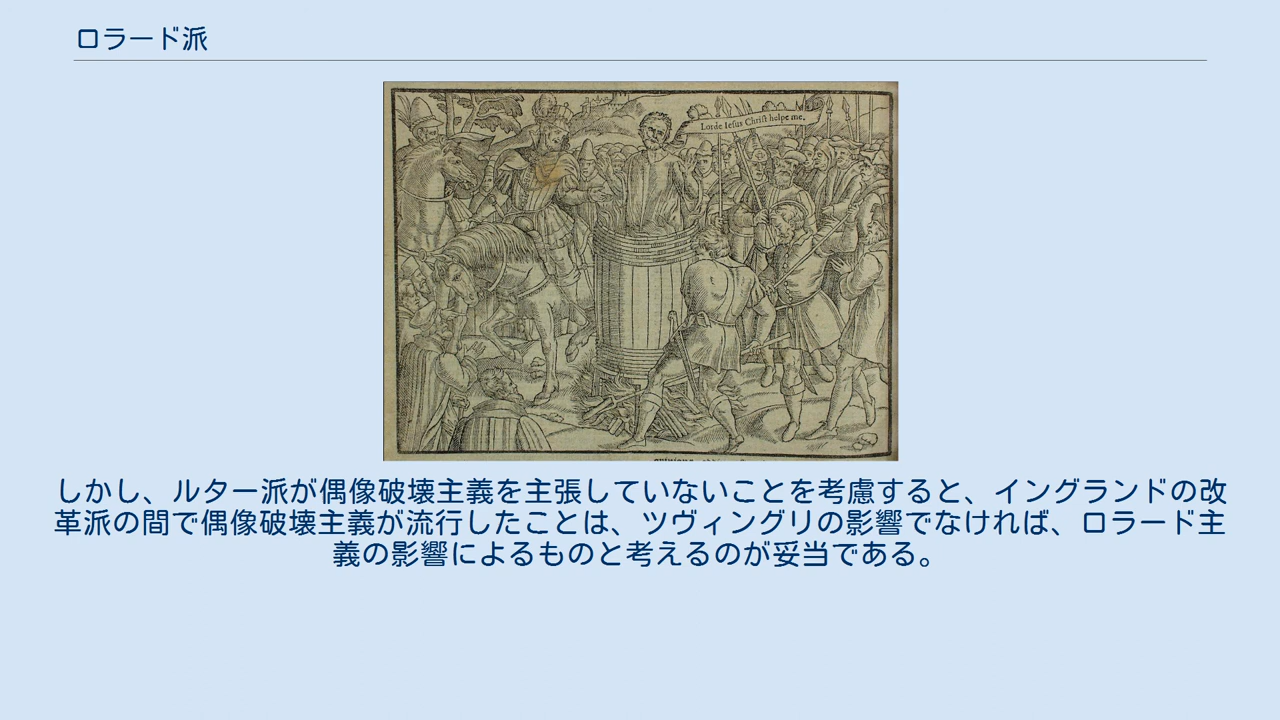 ロラード派
Lorde Iesus Christ helpe me.
しかし、ルター派が偶像破壊主義を主張していないことを考慮すると、イングランドの改
革派の間で偶像破壊主義が流行したことは、ツヴィングリの影響でなければ、ロラード主
義の影響によるものと考えるのが妥当である。